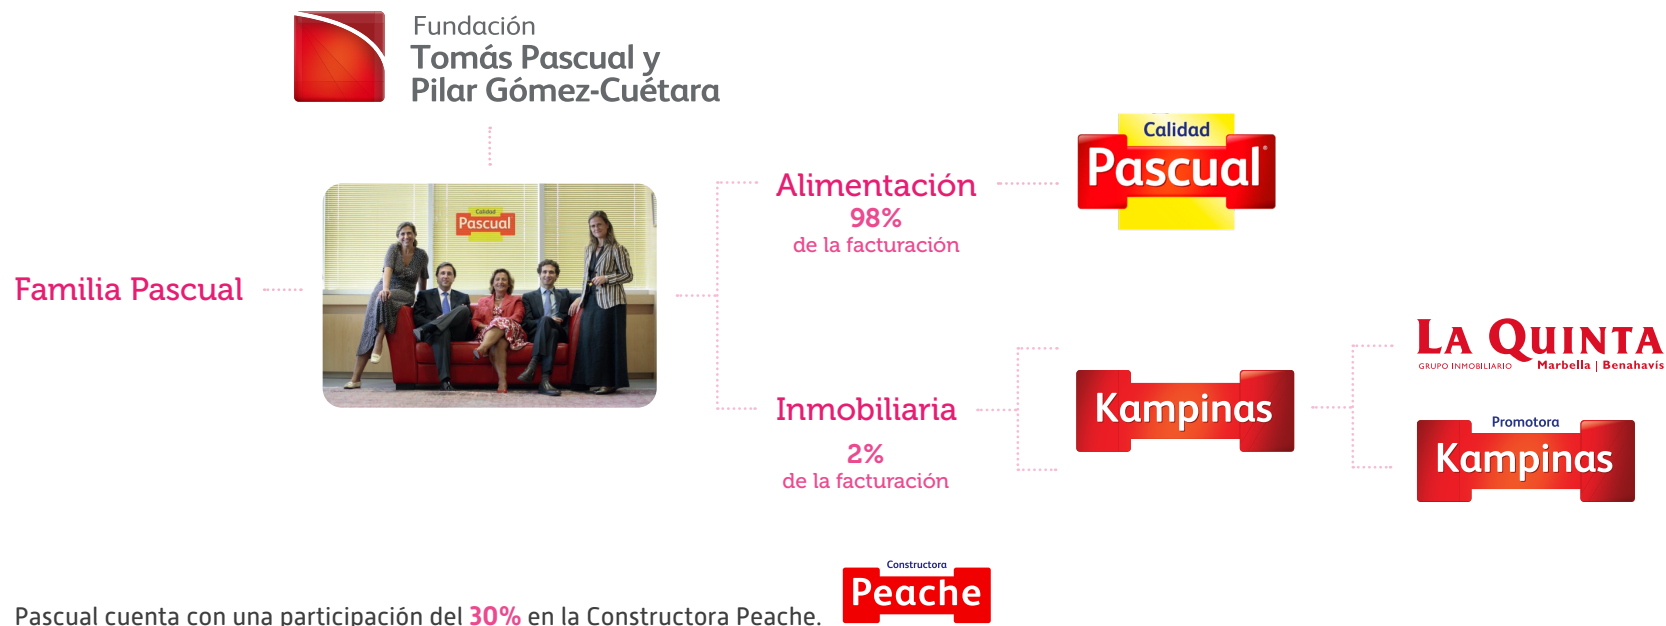 Fundación
Tomás Pascual y
Pilar Gómez-Cuétara
Calidad
Pascual
Alimentación
98%
de la facturación
Calidad
Pascual
Familia Pascual
Inmobiliaria
2%
de la facturación
Kampinas
LA QUINTA
GRUPO INMOBILIARIO Marbella | Benahavís
Promotora
Kampinas
Constructora
Peache
Pascual cuenta con una participación del 30% en la Constructora Peache.